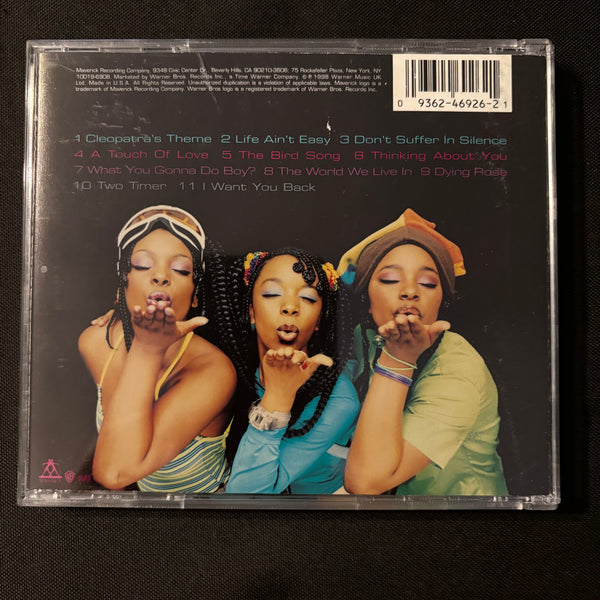 Maverick Recording Company, 9348 Civic Center Dr., Beverly Hills, CA 90210-3606; 75 Rockefeller Plaza, New York, NY
10019-6908. Marketed by Warner Bros. Records Inc., a Time Warner Company. © ℗ 1998 Warner Music UK
Ltd. Made in U.S.A. All Rights Reserved. Unauthorized duplication is a violation of applicable laws. Maverick logo is a
trademark of Maverick Recording Company. Warner Bros logo is a registered trademark of Warner Bros. Records Inc.
0 9362-46926-2 1
1 Cleopatra's Theme 2 Life Ain't Easy 3 Don't Suffer In Silence
4 A Touch Of Love 5 The Bird Song 6 Thinking About You
7 What You Gonna Do Boy? 8 The World We Live In 9 Dying Rose
10 Two Timer 11 I Want You Back